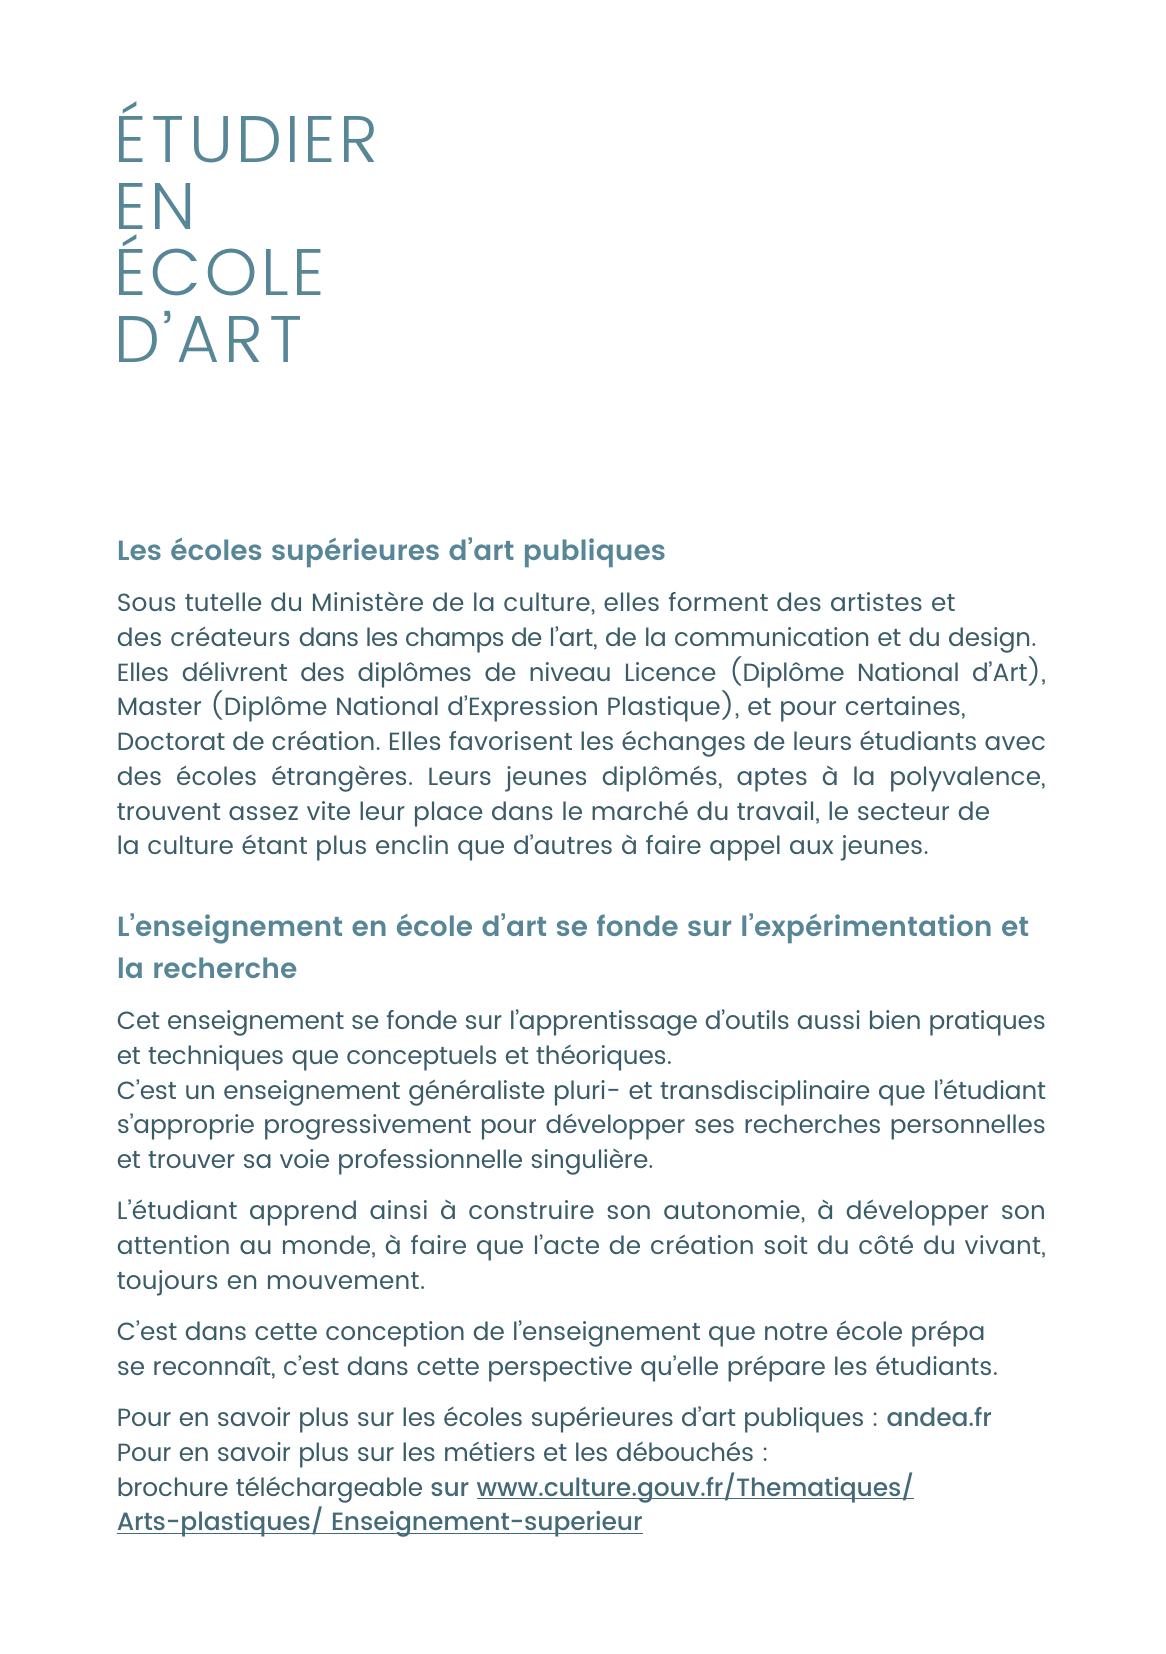 ÉTUDIER
EN
ÉCOLE
D’ART
Les écoles supérieures d’art publiques
Sous tutelle du Ministère de la culture, elles forment des artistes et
des créateurs dans les champs de l’art, de la communication et du design.
Elles délivrent des diplômes de niveau Licence (Diplôme National d’Art),
Master (Diplôme National d’Expression Plastique), et pour certaines,
Doctorat de création. Elles favorisent les échanges de leurs étudiants avec
des écoles étrangères. Leurs jeunes diplômés, aptes à la polyvalence,
trouvent assez vite leur place dans le marché du travail, le secteur de
la culture étant plus enclin que d’autres à faire appel aux jeunes.
L’enseignement en école d’art se fonde sur l’expérimentation et
la recherche
Cet enseignement se fonde sur l’apprentissage d’outils aussi bien pratiques
et techniques que conceptuels et théoriques.
C’est un enseignement généraliste pluri- et transdisciplinaire que l’étudiant
s’approprie progressivement pour développer ses recherches personnelles
et trouver sa voie professionnelle singulière.
L’étudiant apprend ainsi à construire son autonomie, à développer son
attention au monde, à faire que l’acte de création soit du côté du vivant,
toujours en mouvement.
C’est dans cette conception de l’enseignement que notre école prépa
se reconnaît, c’est dans cette perspective qu’elle prépare les étudiants.
Pour en savoir plus sur les écoles supérieures d’art publiques : andea.fr
Pour en savoir plus sur les métiers et les débouchés :
brochure téléchargeable sur www.culture.gouv.fr/Thematiques/
Arts-plastiques/ Enseignement-superieur